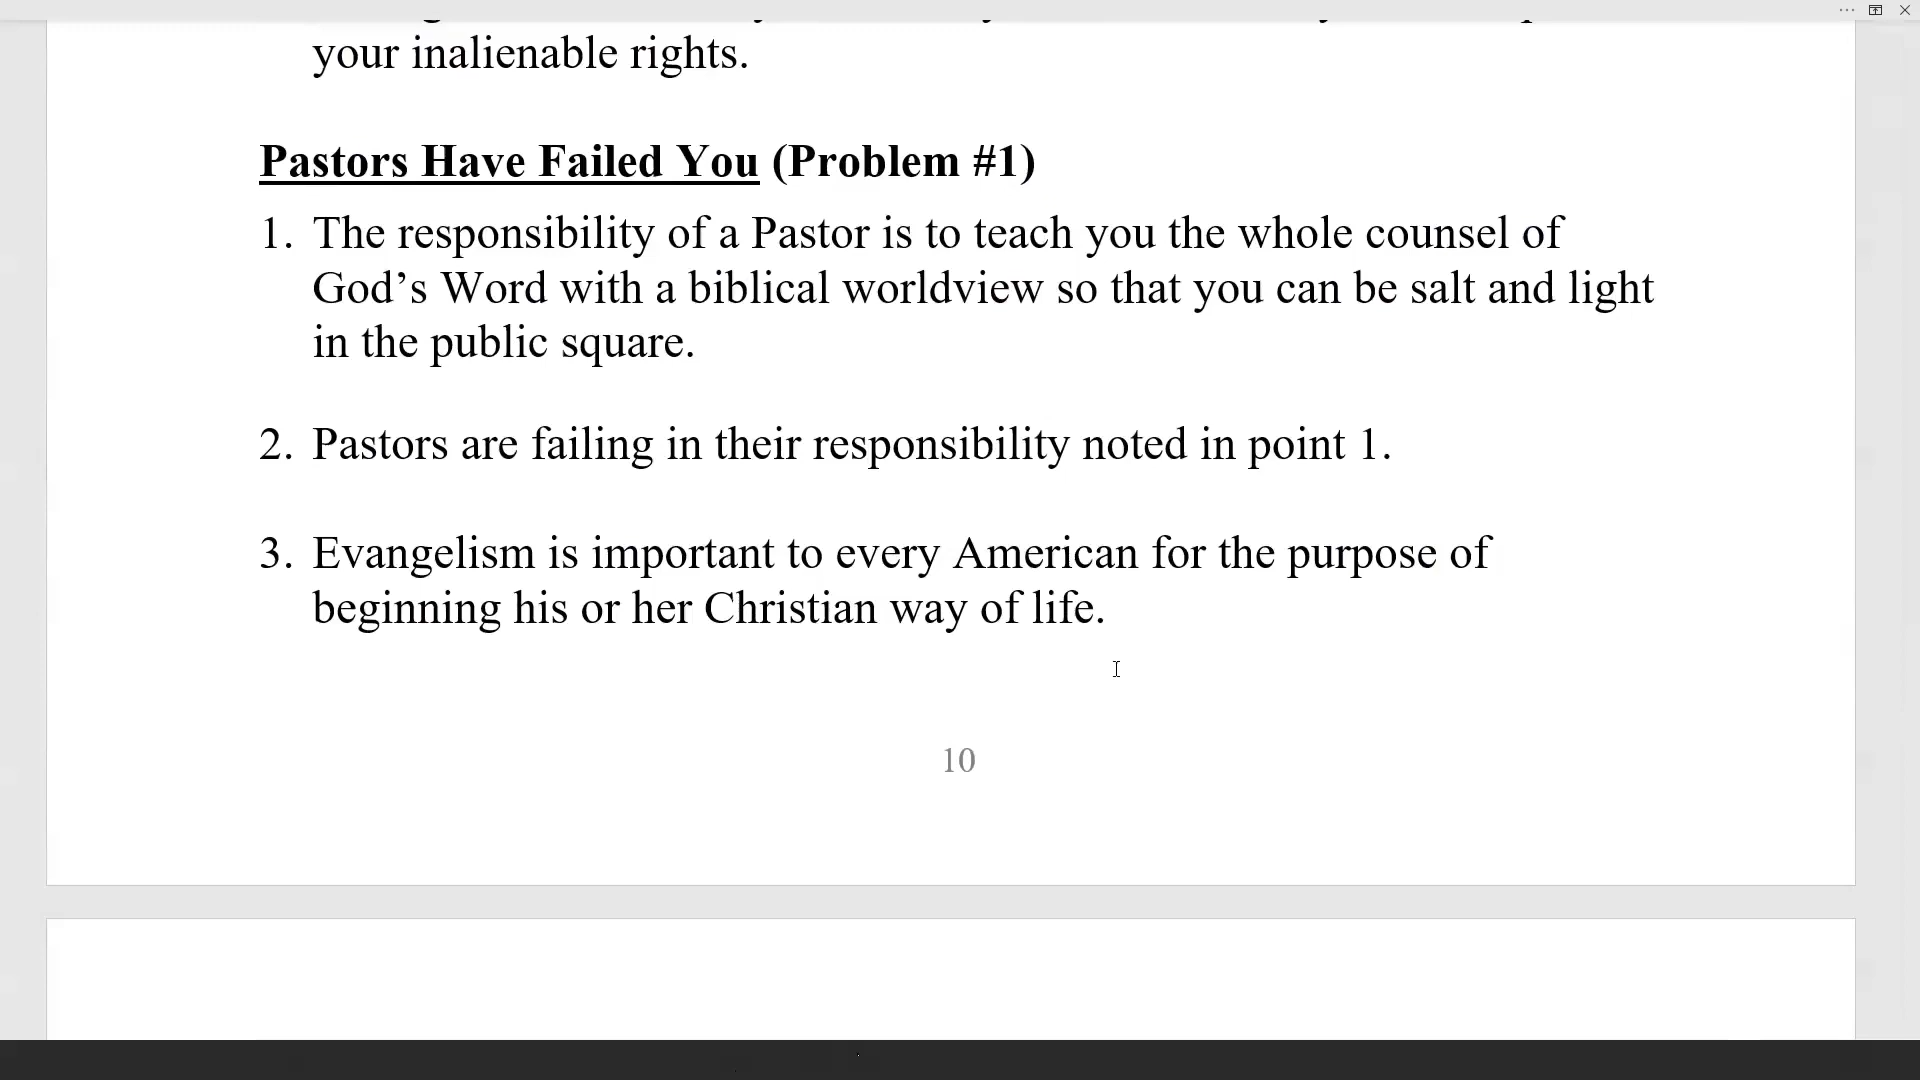 your inalienable rights.
Pastors Have Failed You (Problem #1)
1. The responsibility of a Pastor is to teach you the whole counsel of
God’s Word with a biblical worldview so that you can be salt and light
in the public square.
2. Pastors are failing in their responsibility noted in point 1.
3. Evangelism is important to every American for the purpose of
beginning his or her Christian way of life.
10